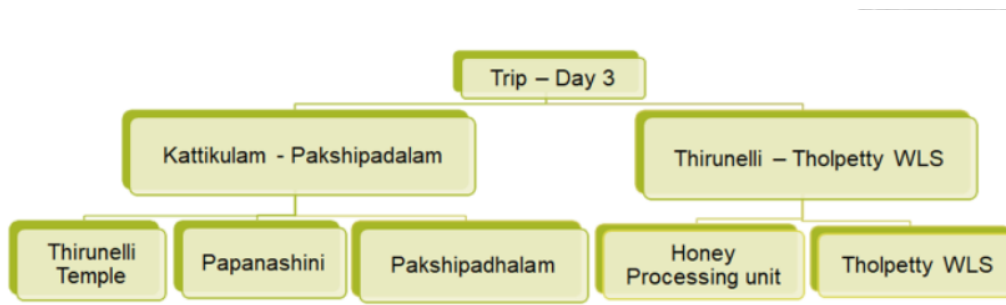 Trip – Day 3
Kattikulam - Pakshipadalam
Thirunelli – Tholpetty WLS
Thirunelli
Temple
Papanashini
Pakshipadhalam
Honey
Processing unit
Tholpetty WLS